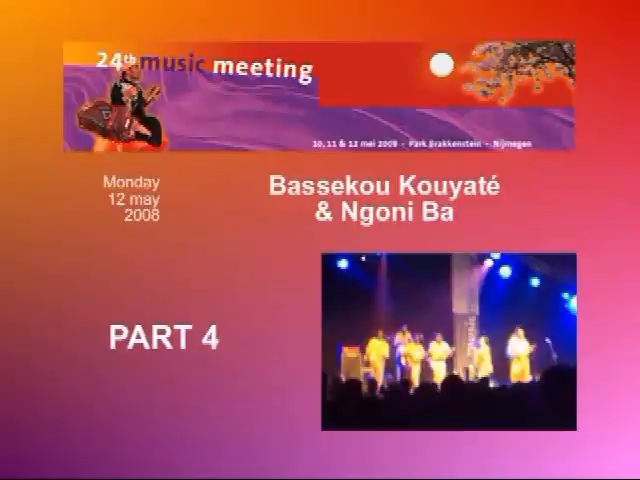 24th music meeting
10, 11 & 12 mei 2008 - Park Brakkenstein - Nijmegen
Monday
12 may
2008
Bassekou Kouyaté
& Ngoni Ba
PART 4